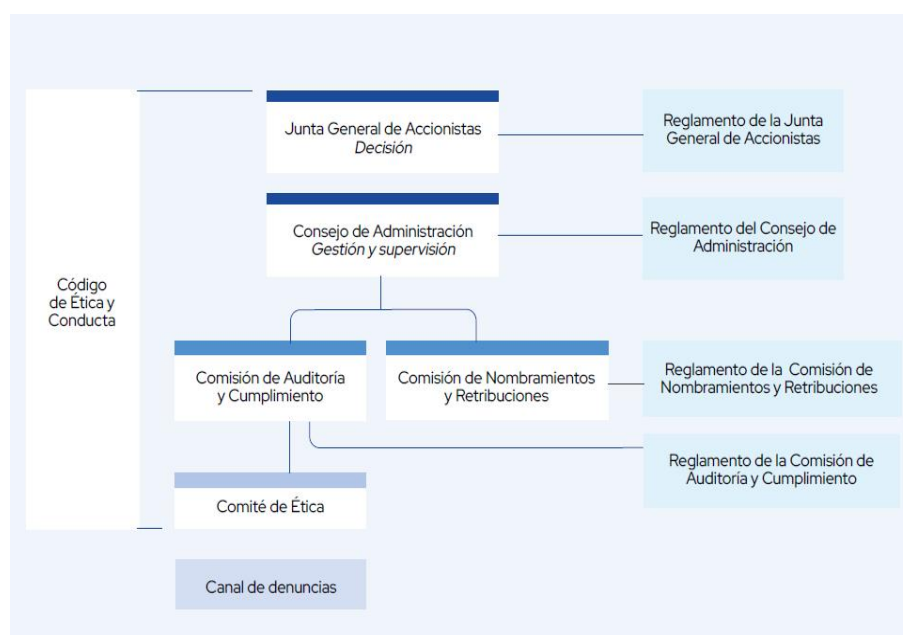 Código
de Ética y
Conducta
Junta General de Accionistas
Decisión
Reglamento de la Junta
General de Accionistas
Consejo de Administración
Gestión y supervisión
Reglamento del Consejo de
Administración
Comisión de Auditoría
y Cumplimiento
Comisión de Nombramientos
y Retribuciones
Reglamento de la Comisión de
Nombramientos y Retribuciones
Reglamento de la Comisión de
Auditoría y Cumplimiento
Comité de Ética
Canal de denuncias